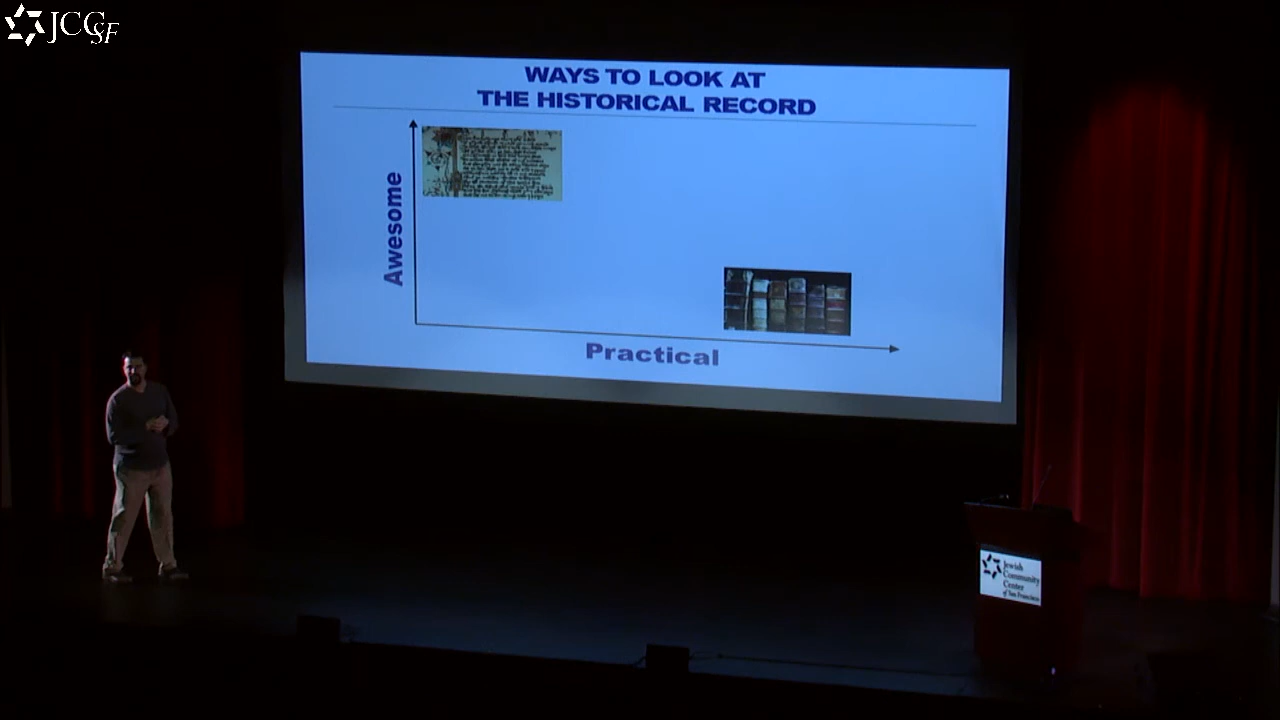 JCCSF
WAYS TO LOOK AT
THE HISTORICAL RECORD
Awesome
Practical
Jewish
Community
Center
of San Francisco